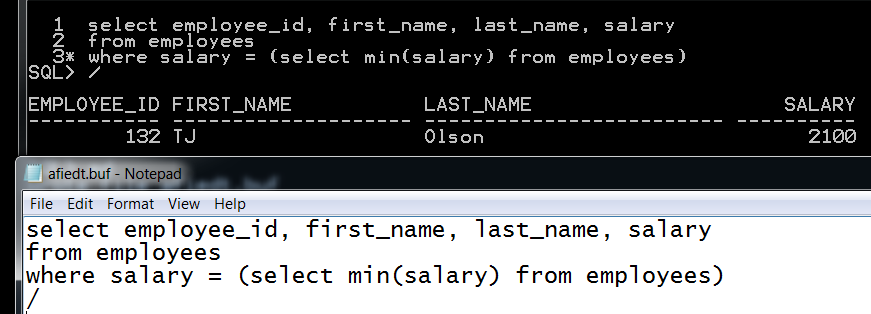 1  select employee_id, first_name, last_name, salary
2  from employees
3* where salary = (select min(salary) from employees)
SQL> /
EMPLOYEE_ID FIRST_NAME           LAST_NAME                     SALARY
----------- -------------------- ------------------------- ----------
        132 TJ                   Olson                           2100
afiedt.buf - Notepad
File Edit Format View Help
select employee_id, first_name, last_name, salary
from employees
where salary = (select min(salary) from employees)
/